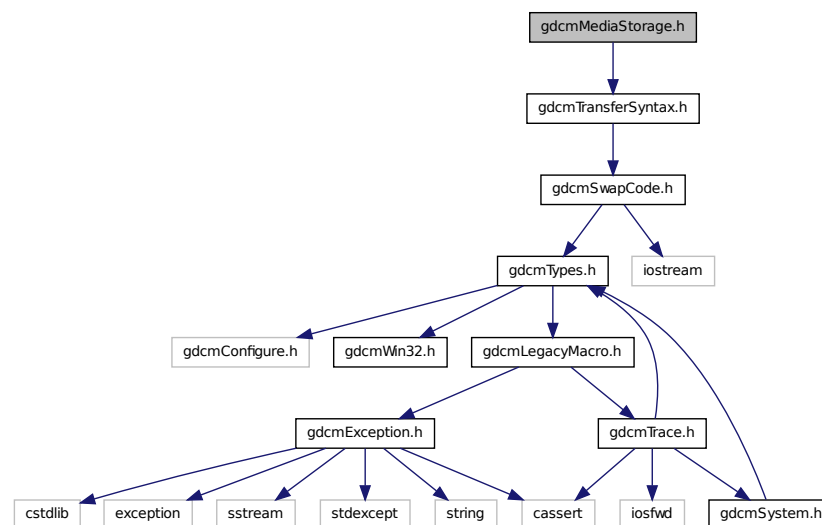 gdcmMediaStorage.h
gdcmTransferSyntax.h
gdcmSwapCode.h
gdcmTypes.h
iostream
gdcmConfigure.h
gdcmWin32.h
gdcmLegacyMacro.h
gdcmException.h
gdcmTrace.h
cstdlib
exception
sstream
stdexcept
string
cassert
iosfwd
gdcmSystem.h